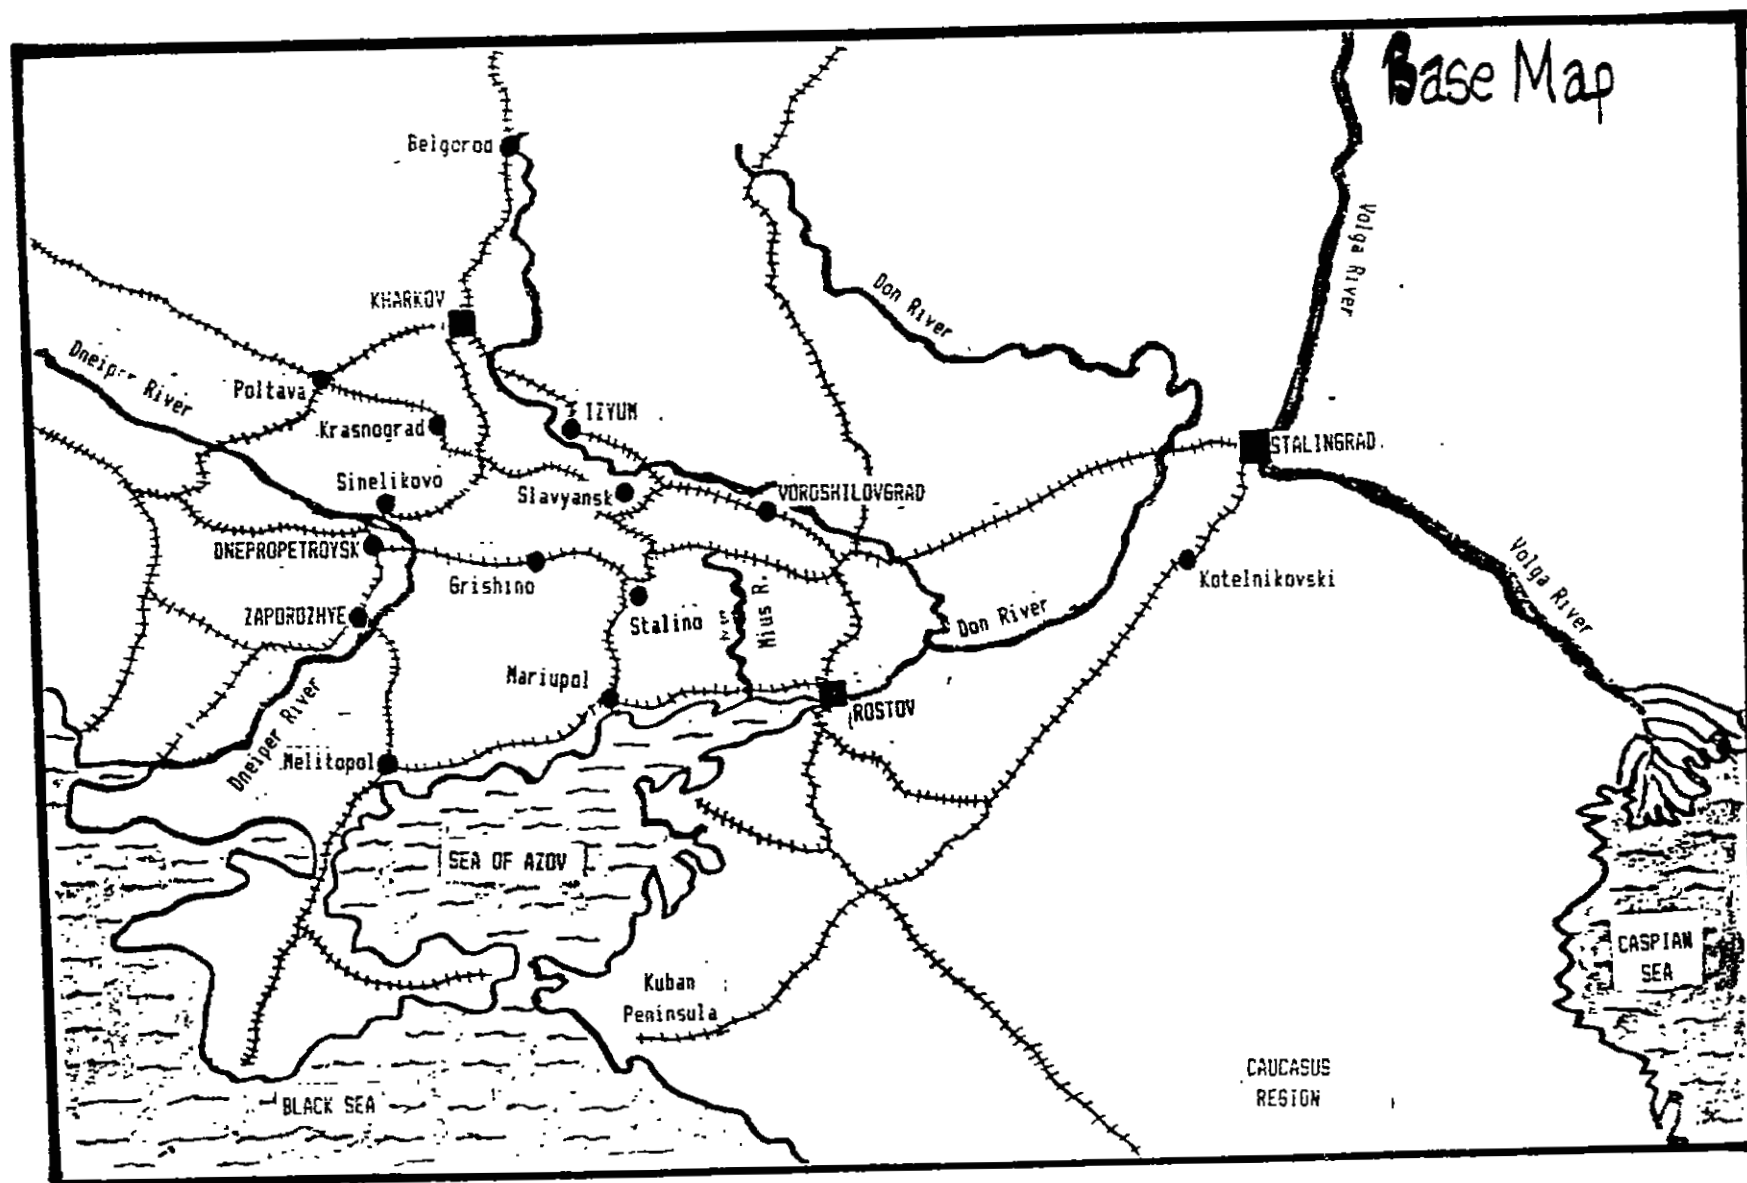 Base Map
Belgorod
Volga River
KHARKOV
Don River
Dneiper River
Poltava
IZYUM
Krasnograd
STALINGRAD
Sinelikovo
Slavyansk
VOROSHILOVGRAD
DNEPROPETROVSK
Grishino
Kotelnikovski
Volga River
ZAPOROZHYE
Stalino
Mius R.
Don River
Mariupol
ROSTOV
Dneiper River
Melitopol
SEA OF AZOV
CASPIAN
SEA
Kuban
Peninsula
CAUCASUS
REGION
BLACK SEA